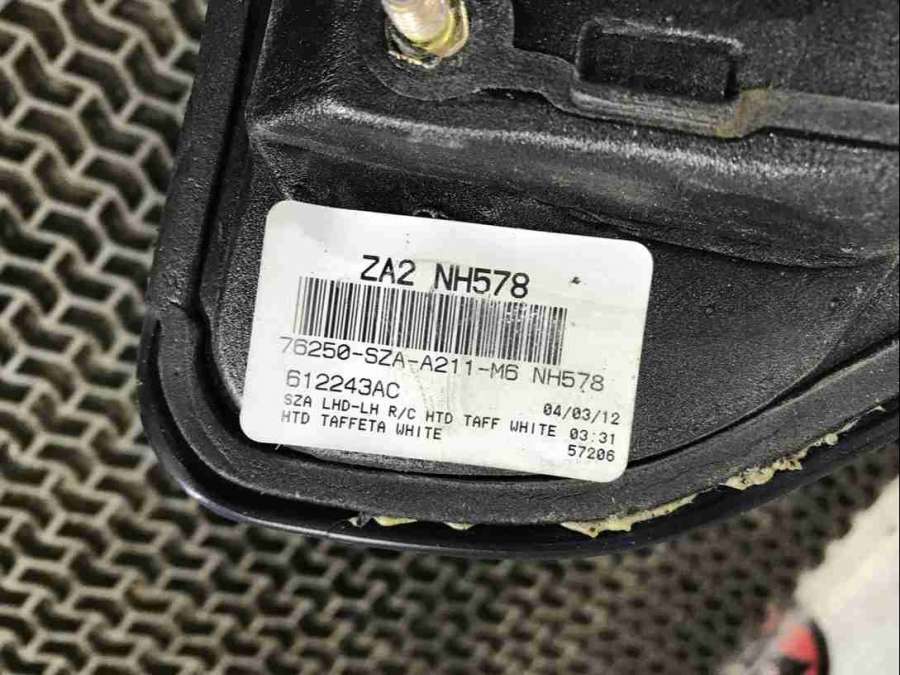 ZA2 NH578
76250-SZA-A211-M6 NH578
612243AC
04/03/12
SZA LHD-LH R/C HTD TAFF WHITE 03:31
HTD TAFFETA WHITE
57206